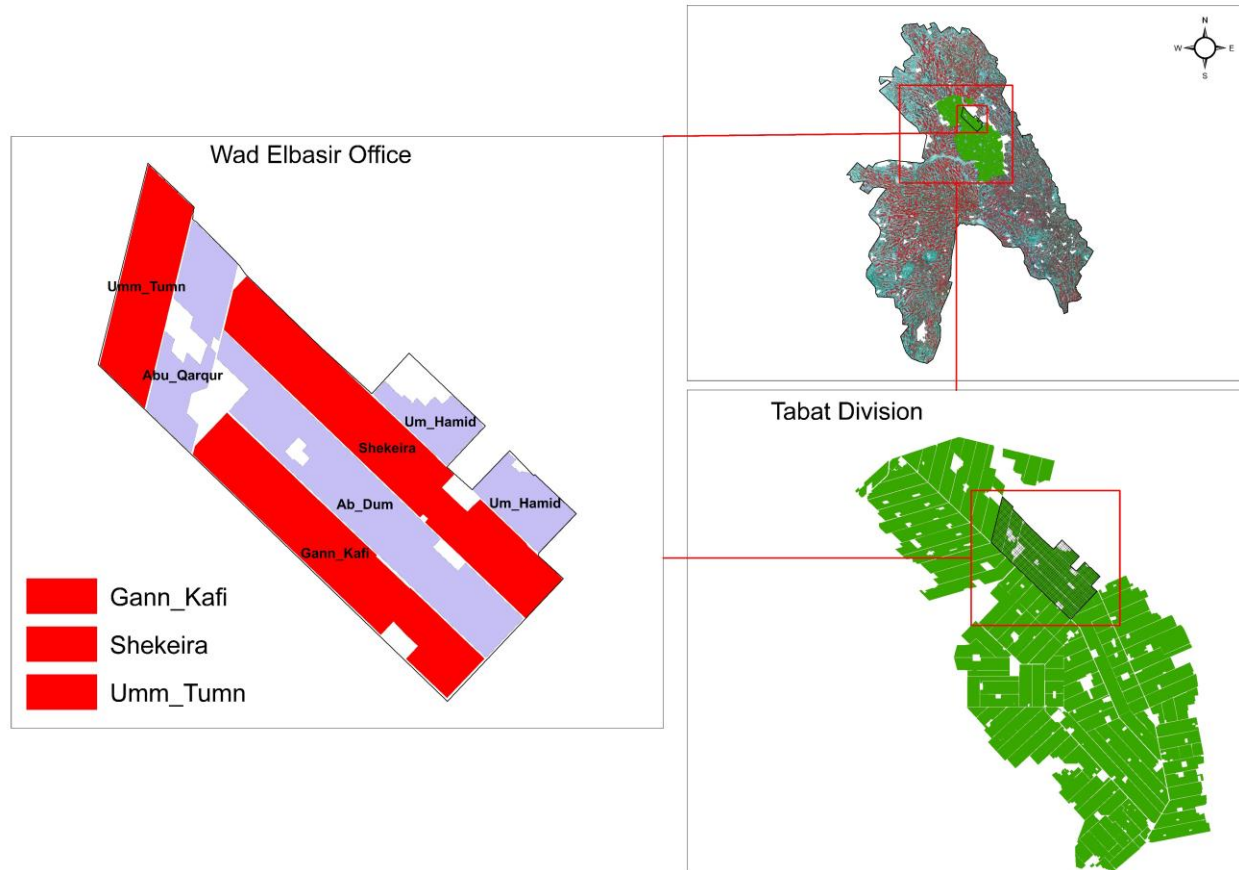 Wad Elbasir Office
Umm_Tumn
Abu_Qarqur
Um_Hamid
Shekeira
Um_Hamid
Ab_Dum
Gann_Kafi
Gann_Kafi
Shekeira
Umm_Tumn
N
W E
S
Tabat Division